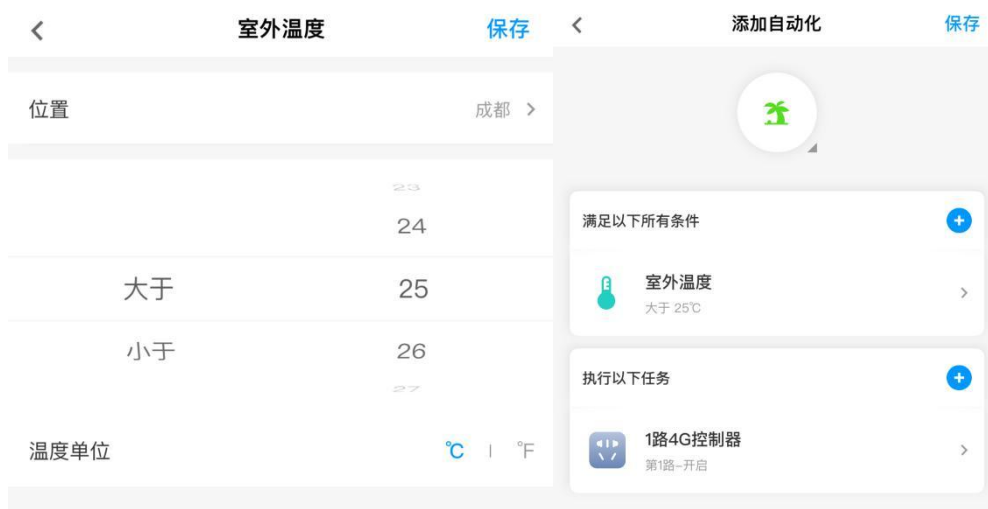 室外温度
保存
位置
成都
23
24
大于
25
小于
26
27
温度单位
℃ | ℉
添加自动化
保存
满足以下所有条件
室外温度
大于 25℃
执行以下任务
1路4G控制器
第1路-开启